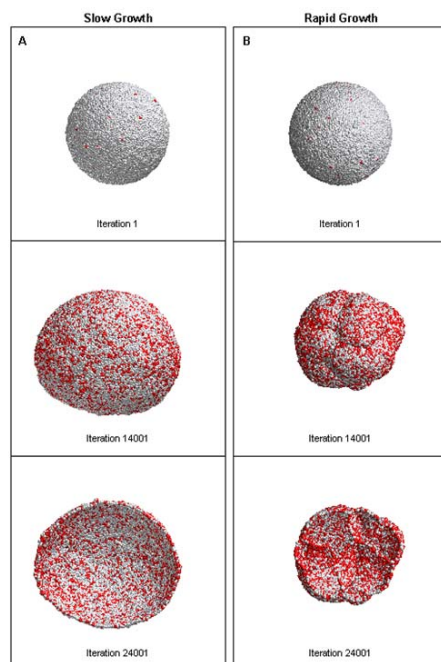 Slow Growth
Rapid Growth
A
B
Iteration 1
Iteration 1
Iteration 14001
Iteration 14001
Iteration 24001
Iteration 24001